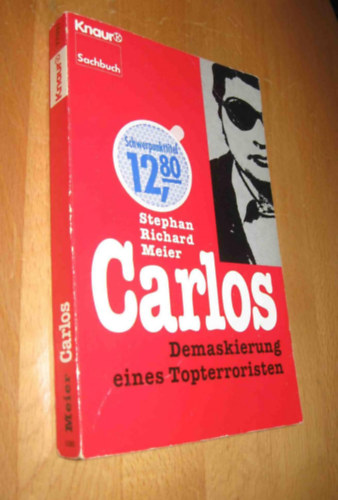 Knaur
Sachbuch
Schwerpunkttitel
12,80
Stephan
Richard
Meier
Carlos
Demaskierung
eines Topterroristen
Knaur
Meier Carlos